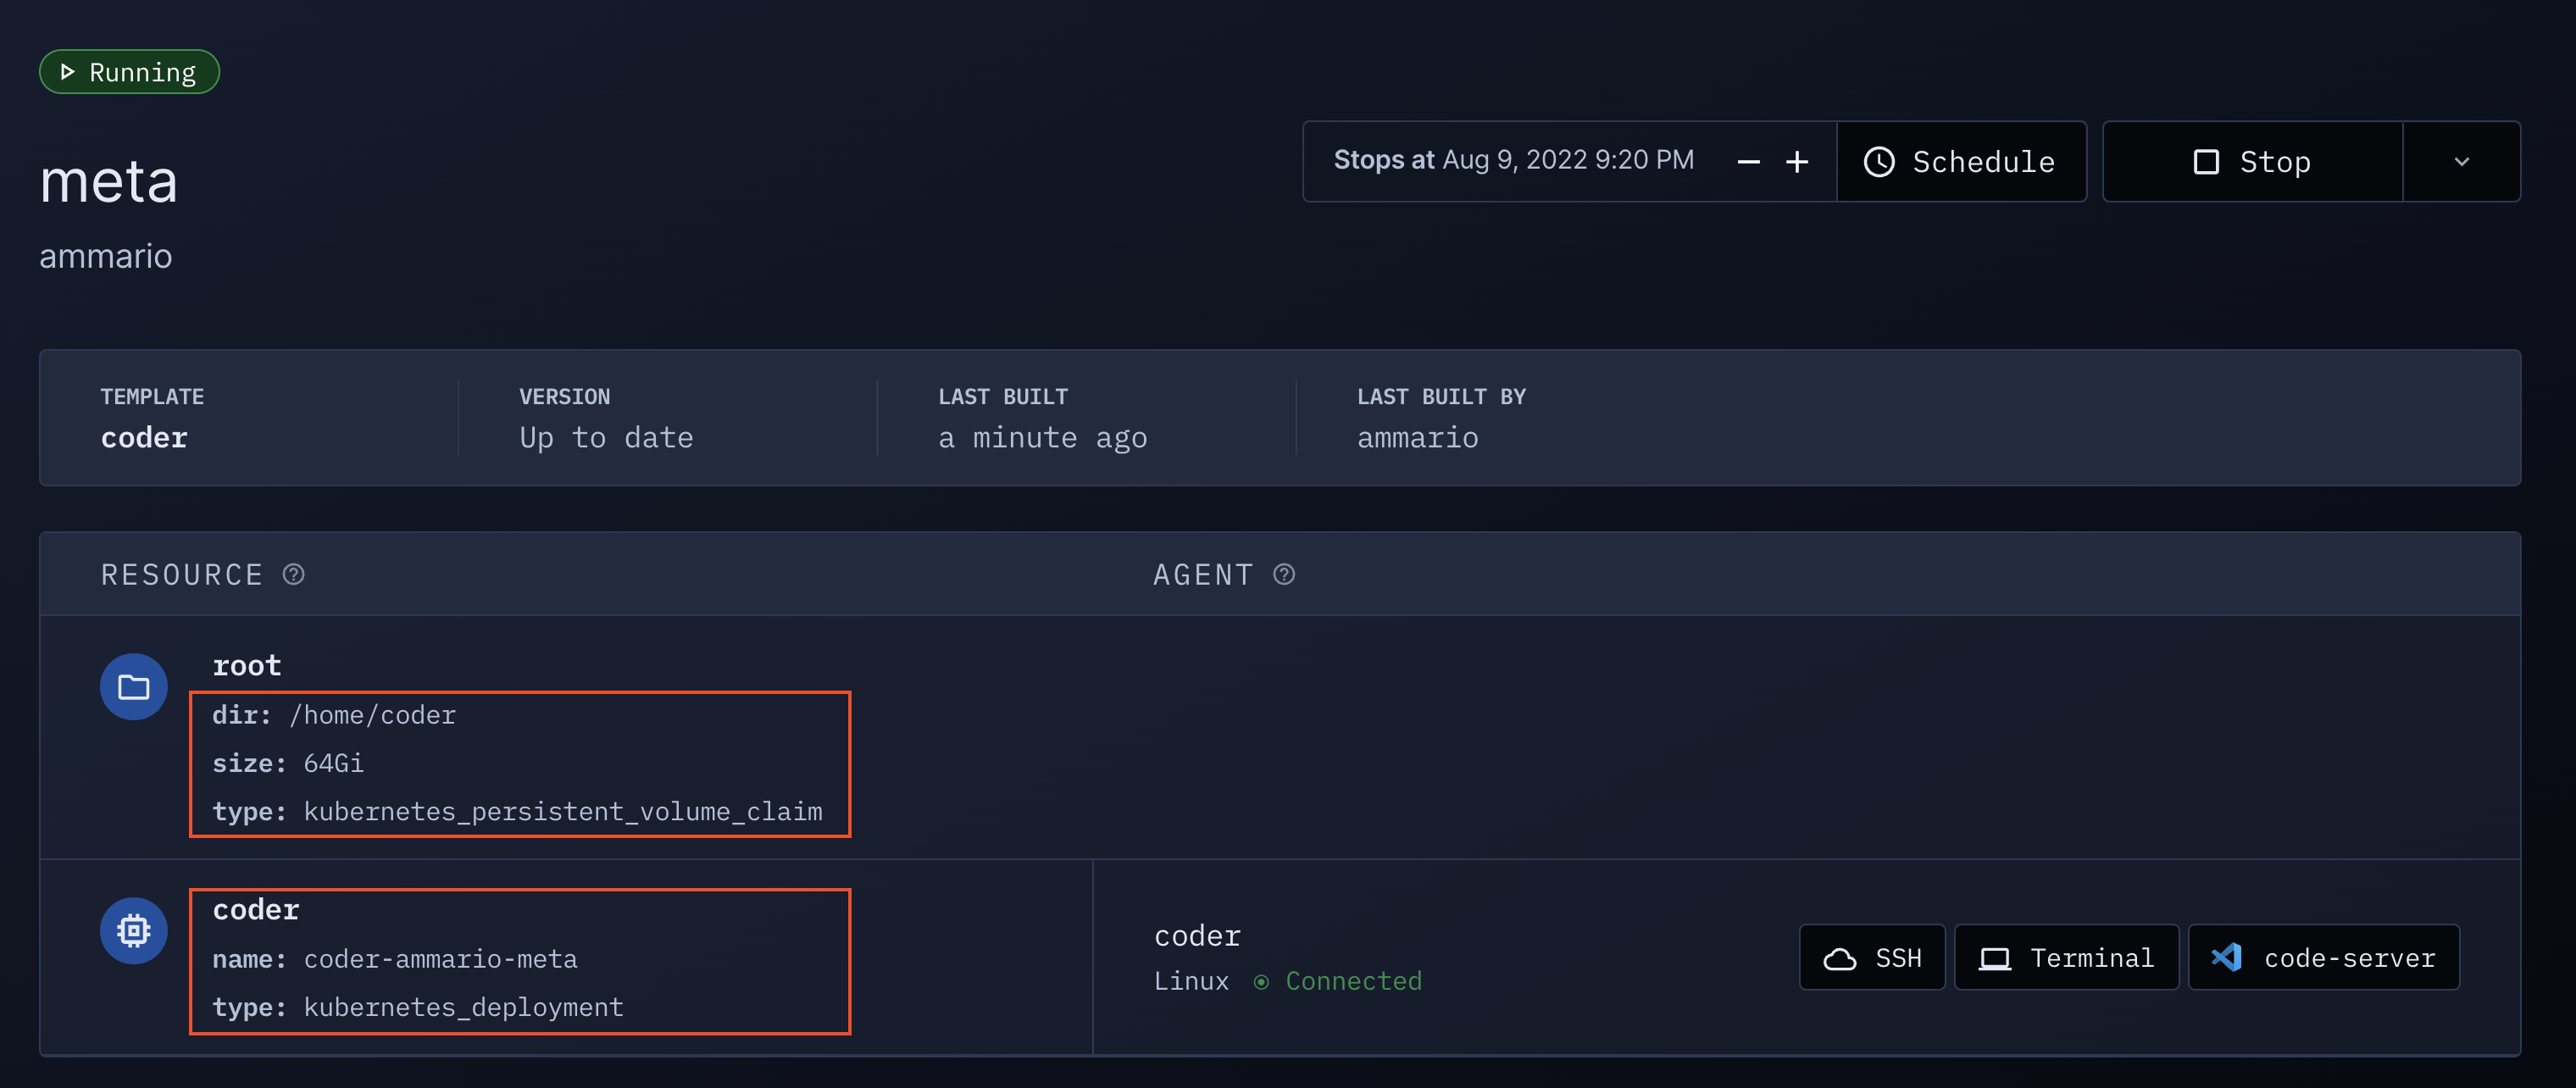 Running
meta
ammario
Stops at Aug 9, 2022 9:20 PM
Schedule
Stop
TEMPLATE
coder
VERSION
Up to date
LAST BUILT
a minute ago
LAST BUILT BY
ammario
RESOURCE
AGENT
root
dir: /home/coder
size: 64Gi
type: kubernetes_persistent_volume_claim
coder
name: coder-ammario-meta
type: kubernetes_deployment
coder
Linux Connected
SSH
Terminal
code-server